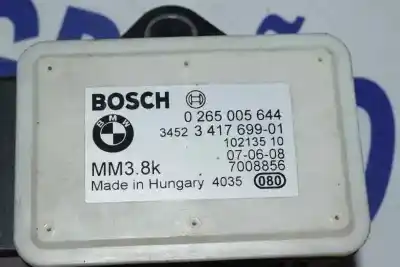 BOSCH
0 265 005 644
BMW
3452 3 417 699-01
102135 10
07-06-08
MM3.8k 7008856
Made in Hungary 4035 080